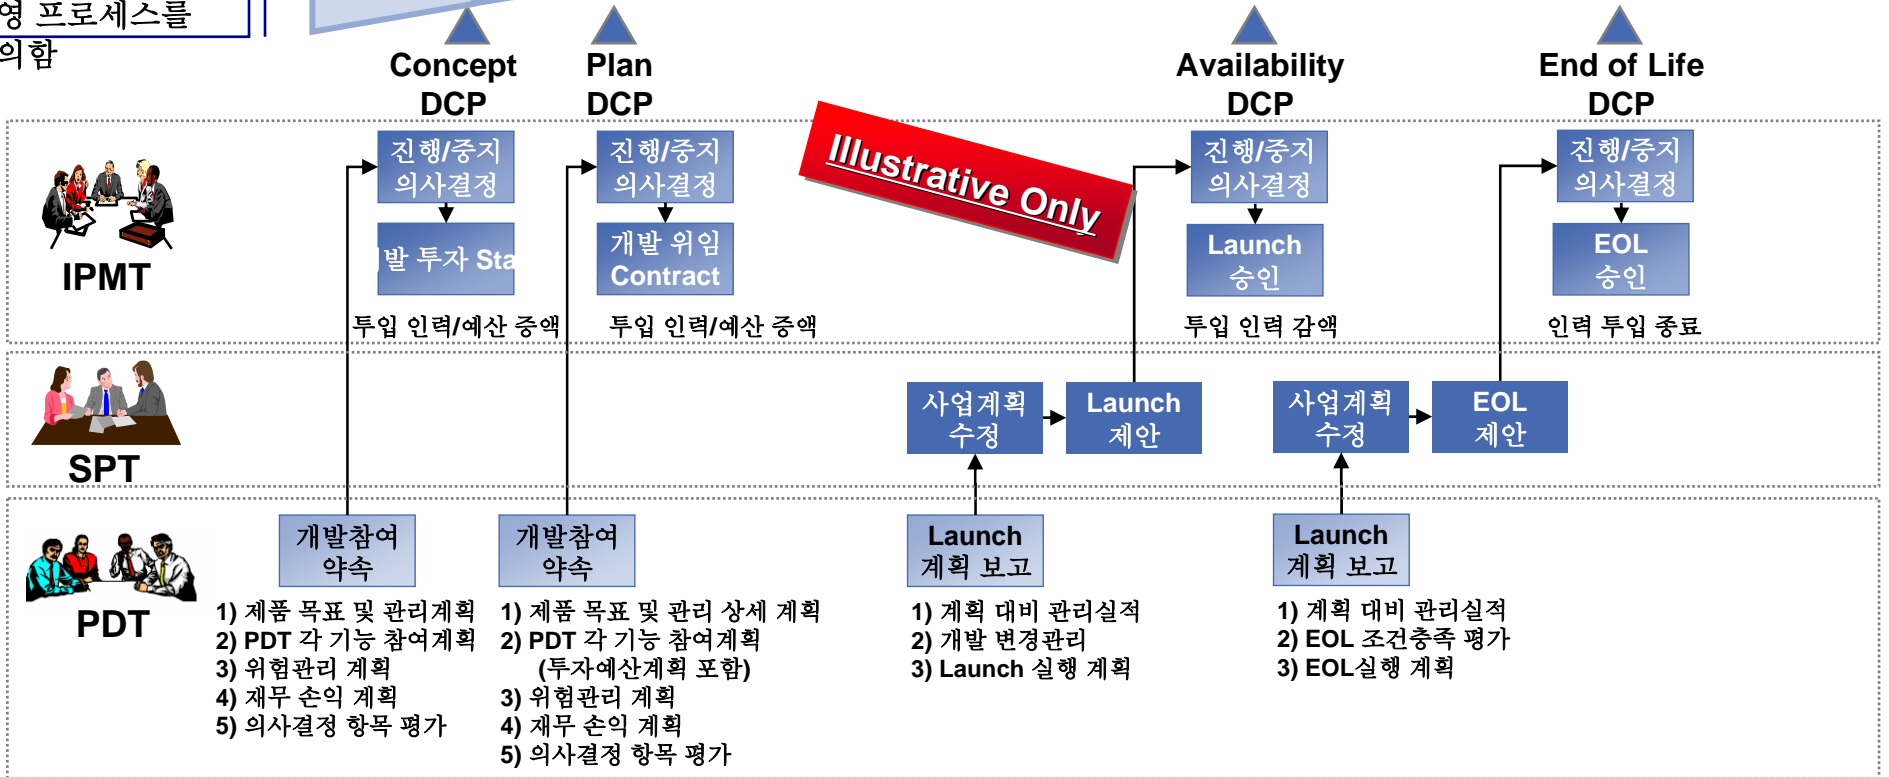 영 프로세스를
의함
Concept
DCP
Plan
DCP
Availability
DCP
End of Life
DCP
IPMT
진행/중지
의사결정
발 투자 Sta
투입 인력/예산 증액
진행/중지
의사결정
개발 위임
Contract
투입 인력/예산 증액
Illustrative Only
진행/중지
의사결정
Launch
승인
투입 인력 감액
진행/중지
의사결정
EOL
승인
인력 투입 종료
SPT
사업계획
수정
Launch
제안
사업계획
수정
EOL
제안
PDT
개발참여
약속
1) 제품 목표 및 관리계획
2) PDT 각 기능 참여계획
3) 위험관리 계획
4) 재무 손익 계획
5) 의사결정 항목 평가
개발참여
약속
1) 제품 목표 및 관리 상세 계획
2) PDT 각 기능 참여계획
(투자예산계획 포함)
3) 위험관리 계획
4) 재무 손익 계획
5) 의사결정 항목 평가
Launch
계획 보고
1) 계획 대비 관리실적
2) 개발 변경관리
3) Launch 실행 계획
Launch
계획 보고
1) 계획 대비 관리실적
2) EOL 조건충족 평가
3) EOL실행 계획